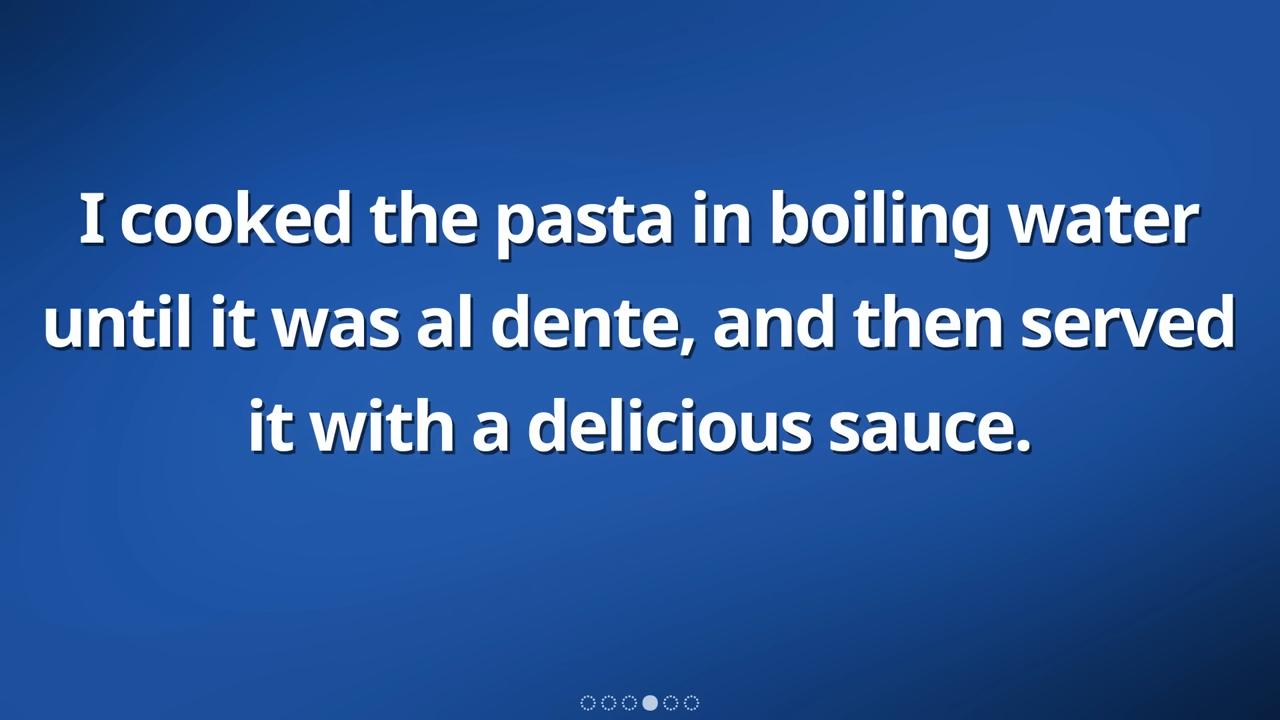 I cooked the pasta in boiling water
until it was al dente, and then served
it with a delicious sauce.